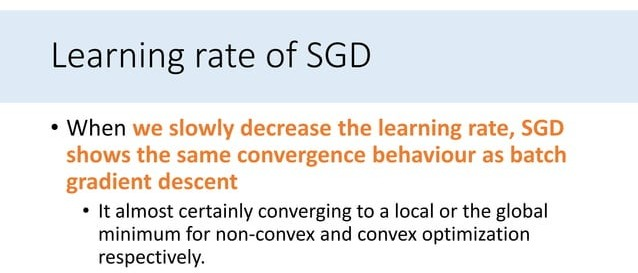 Learning rate of SGD
• When we slowly decrease the learning rate, SGD
shows the same convergence behaviour as batch
gradient descent
• It almost certainly converging to a local or the global
minimum for non-convex and convex optimization
respectively.